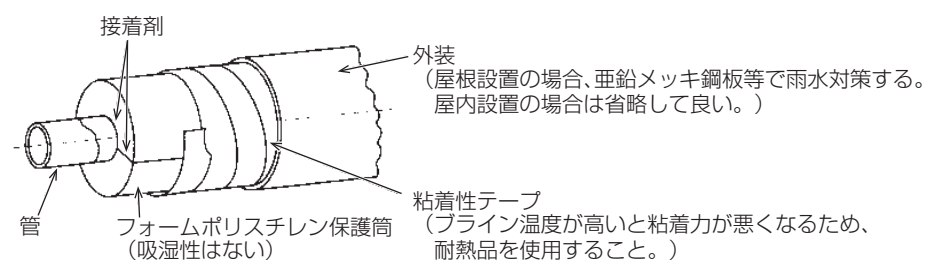 接着剤
外装
（屋根設置の場合、亜鉛メッキ鋼板等で雨水対策する。
屋内設置の場合は省略して良い。）
粘着性テープ
（ブライン温度が高いと粘着力が悪くなるため、
耐熱品を使用すること。）
管
フォームポリスチレン保護筒
（吸湿性はない）